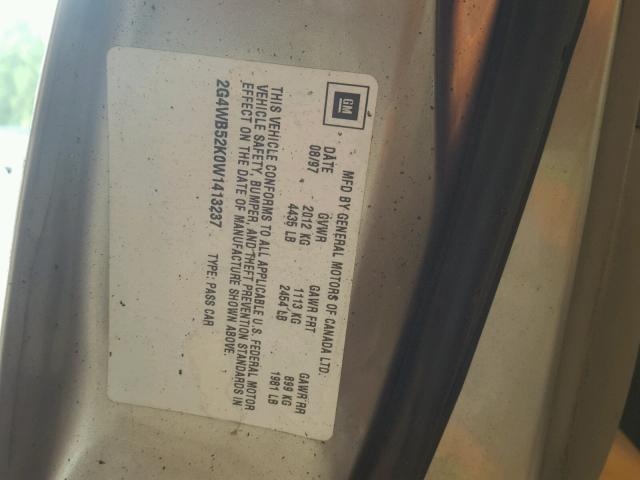 GM
MFD BY GENERAL MOTORS OF CANADA LTD.
DATE GVWR GAWR FRT GAWR RR
08/97 2012 KG 1113 KG 899 KG
4435 LB 2454 LB 1981 LB
THIS VEHICLE CONFORMS TO ALL APPLICABLE U.S. FEDERAL MOTOR
VEHICLE SAFETY, BUMPER, AND THEFT PREVENTION STANDARDS IN
EFFECT ON THE DATE OF MANUFACTURE SHOWN ABOVE.
2G4WB52K0W1413237 TYPE: PASS CAR